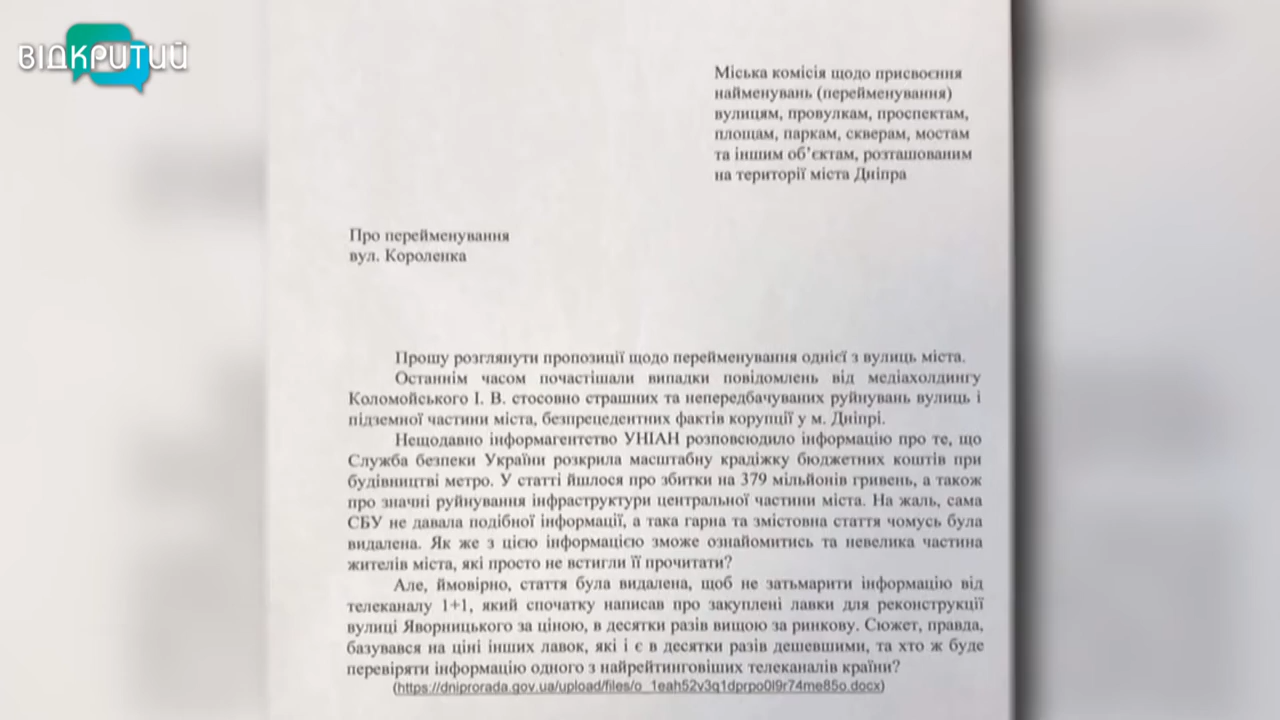 ВІДКРИТИЙ
Міська комісія щодо присвоєння
найменувань (перейменування)
вулицям, провулкам, проспектам,
площам, паркам, скверам, мостам
та іншим об’єктам, розташованим
на території міста Дніпра
Про перейменування
вул. Короленка
Прошу розглянути пропозиції щодо перейменування однієї з вулиць міста.
Останнім часом почастішали випадки повідомлень від медіахолдингу
Коломойського І. В. стосовно страшних та непередбачуваних руйнувань вулиць і
підземної частини міста, безпрецедентних фактів корупції у м. Дніпрі.
Нещодавно інформагентство УНІАН розповсюдило інформацію про те, що
Служба безпеки України розкрила масштабну крадіжку бюджетних коштів при
будівництві метро. У статті йшлося про збитки на 379 мільйонів гривень, а також
про значні руйнування інфраструктури центральної частини міста. На жаль, сама
СБУ не давала подібної інформації, а така гарна та змістовна стаття чомусь була
видалена. Як же з цією інформацією зможе ознайомитись та невелика частина
жителів міста, які просто не встигли її прочитати?
Але, ймовірно, стаття була видалена, щоб не затьмарити інформацію від
телеканалу 1+1, який спочатку написав про закуплені лавки для реконструкції
вулиці Яворницького за ціною, в десятки разів вищою за ринкову. Сюжет, правда,
базувався на ціні інших лавок, які і є в десятки разів дешевшими, та хто ж буде
перевіряти інформацію одного з найрейтинговіших телеканалів країни?
(https://dniprorada.gov.ua/upload/files/o_1eah52v3q1dprpo0l9r74me85o.docx)